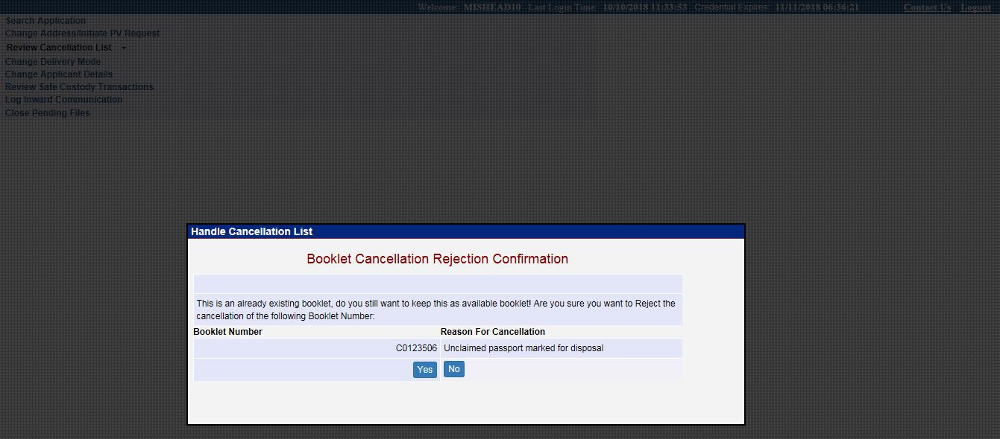 Welcome: MISHEAD10 Last Login Time: 10/10/2018 11:33:53 Credential Expires: 11/11/2018 06:36:21 Contact Us Logout
Search Application
Change Address/Initiate PV Request
Review Cancellation List
Change Delivery Mode
Change Applicant Details
Review Safe Custody Transactions
Log Inward Communication
Close Pending Files
Handle Cancellation List
Booklet Cancellation Rejection Confirmation
This is an already existing booklet, do you still want to keep this as available booklet! Are you sure you want to Reject the
cancellation of the following Booklet Number:
Booklet Number Reason For Cancellation
C0123506 Unclaimed passport marked for disposal
Yes No